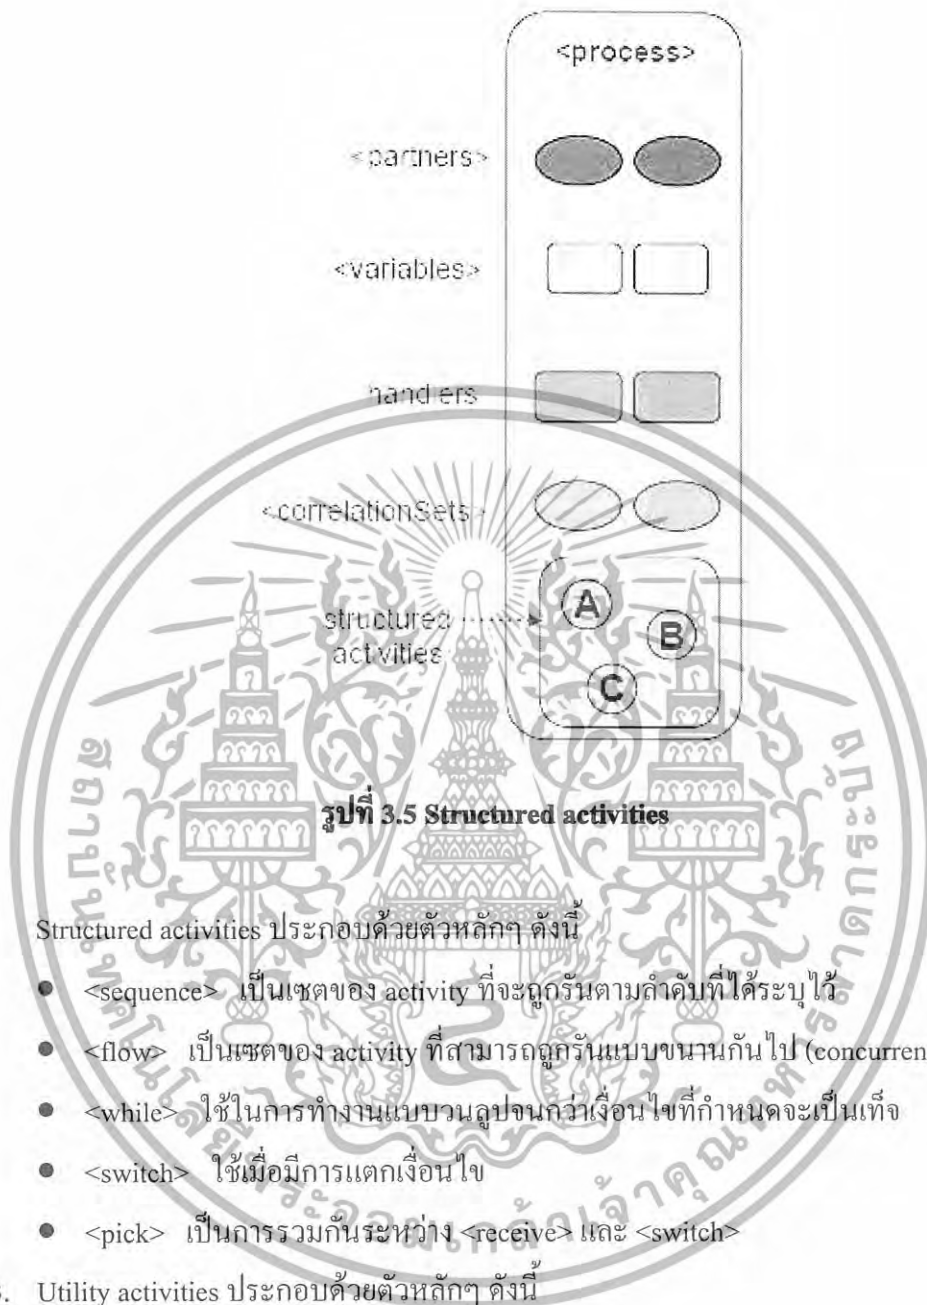 <process>
<partners>
<variables>
handlers
<correlationSets>
structured
activities
A
B
C
รูปที่ 3.5 Structured activities
Structured activities ประกอบด้วยตัวหลักๆ ดังนี้
● <sequence> เป็นเซตของ activity ที่จะถูกรันตามลำดับที่ได้ระบุไว้
● <flow> เป็นเซตของ activity ที่สามารถถูกรันแบบขนานกันไป (concurren
● <while> ใช้ในการทำงานแบบวนลูปจนกว่าเงื่อนไขที่กำหนดจะเป็นเท็จ
● <switch> ใช้เมื่อมีการแตกเงื่อนไข
● <pick> เป็นการรวมกันระหว่าง <receive> และ <switch>
Utility activities ประกอบด้วยตัวหลักๆ ดังนี้